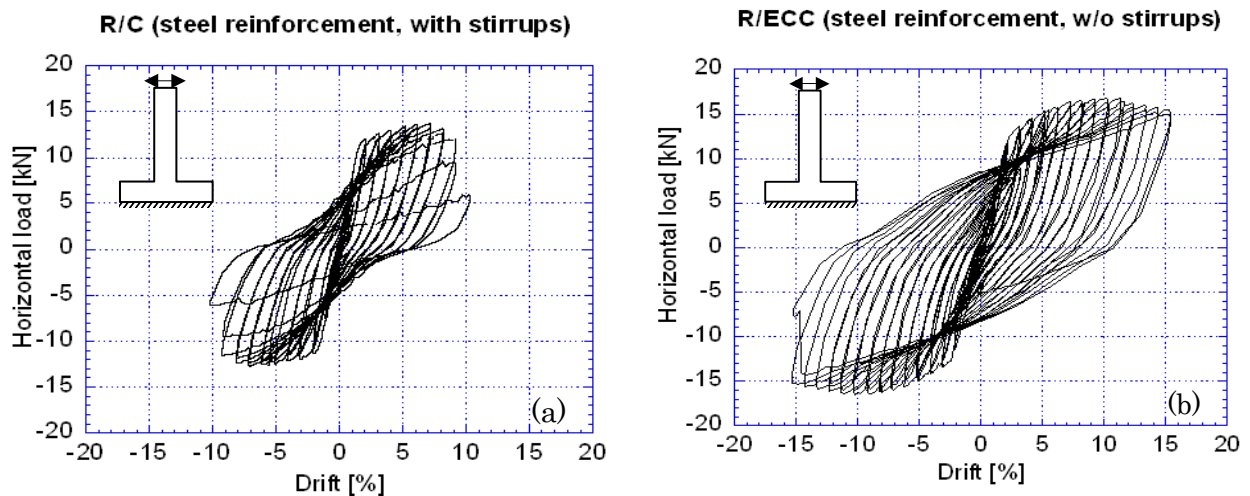 R/C (steel reinforcement, with stirrups)
20
15
10
5
0
-5
-10
-15
-20
Horizontal load [kN]
(a)
-20 -15 -10 -5 0 5 10 15 20
Drift [%]
R/ECC (steel reinforcement, w/o stirrups)
20
15
10
5
0
-5
-10
-15
-20
Horizontal load [kN]
(b)
-20 -15 -10 -5 0 5 10 15 20
Drift [%]